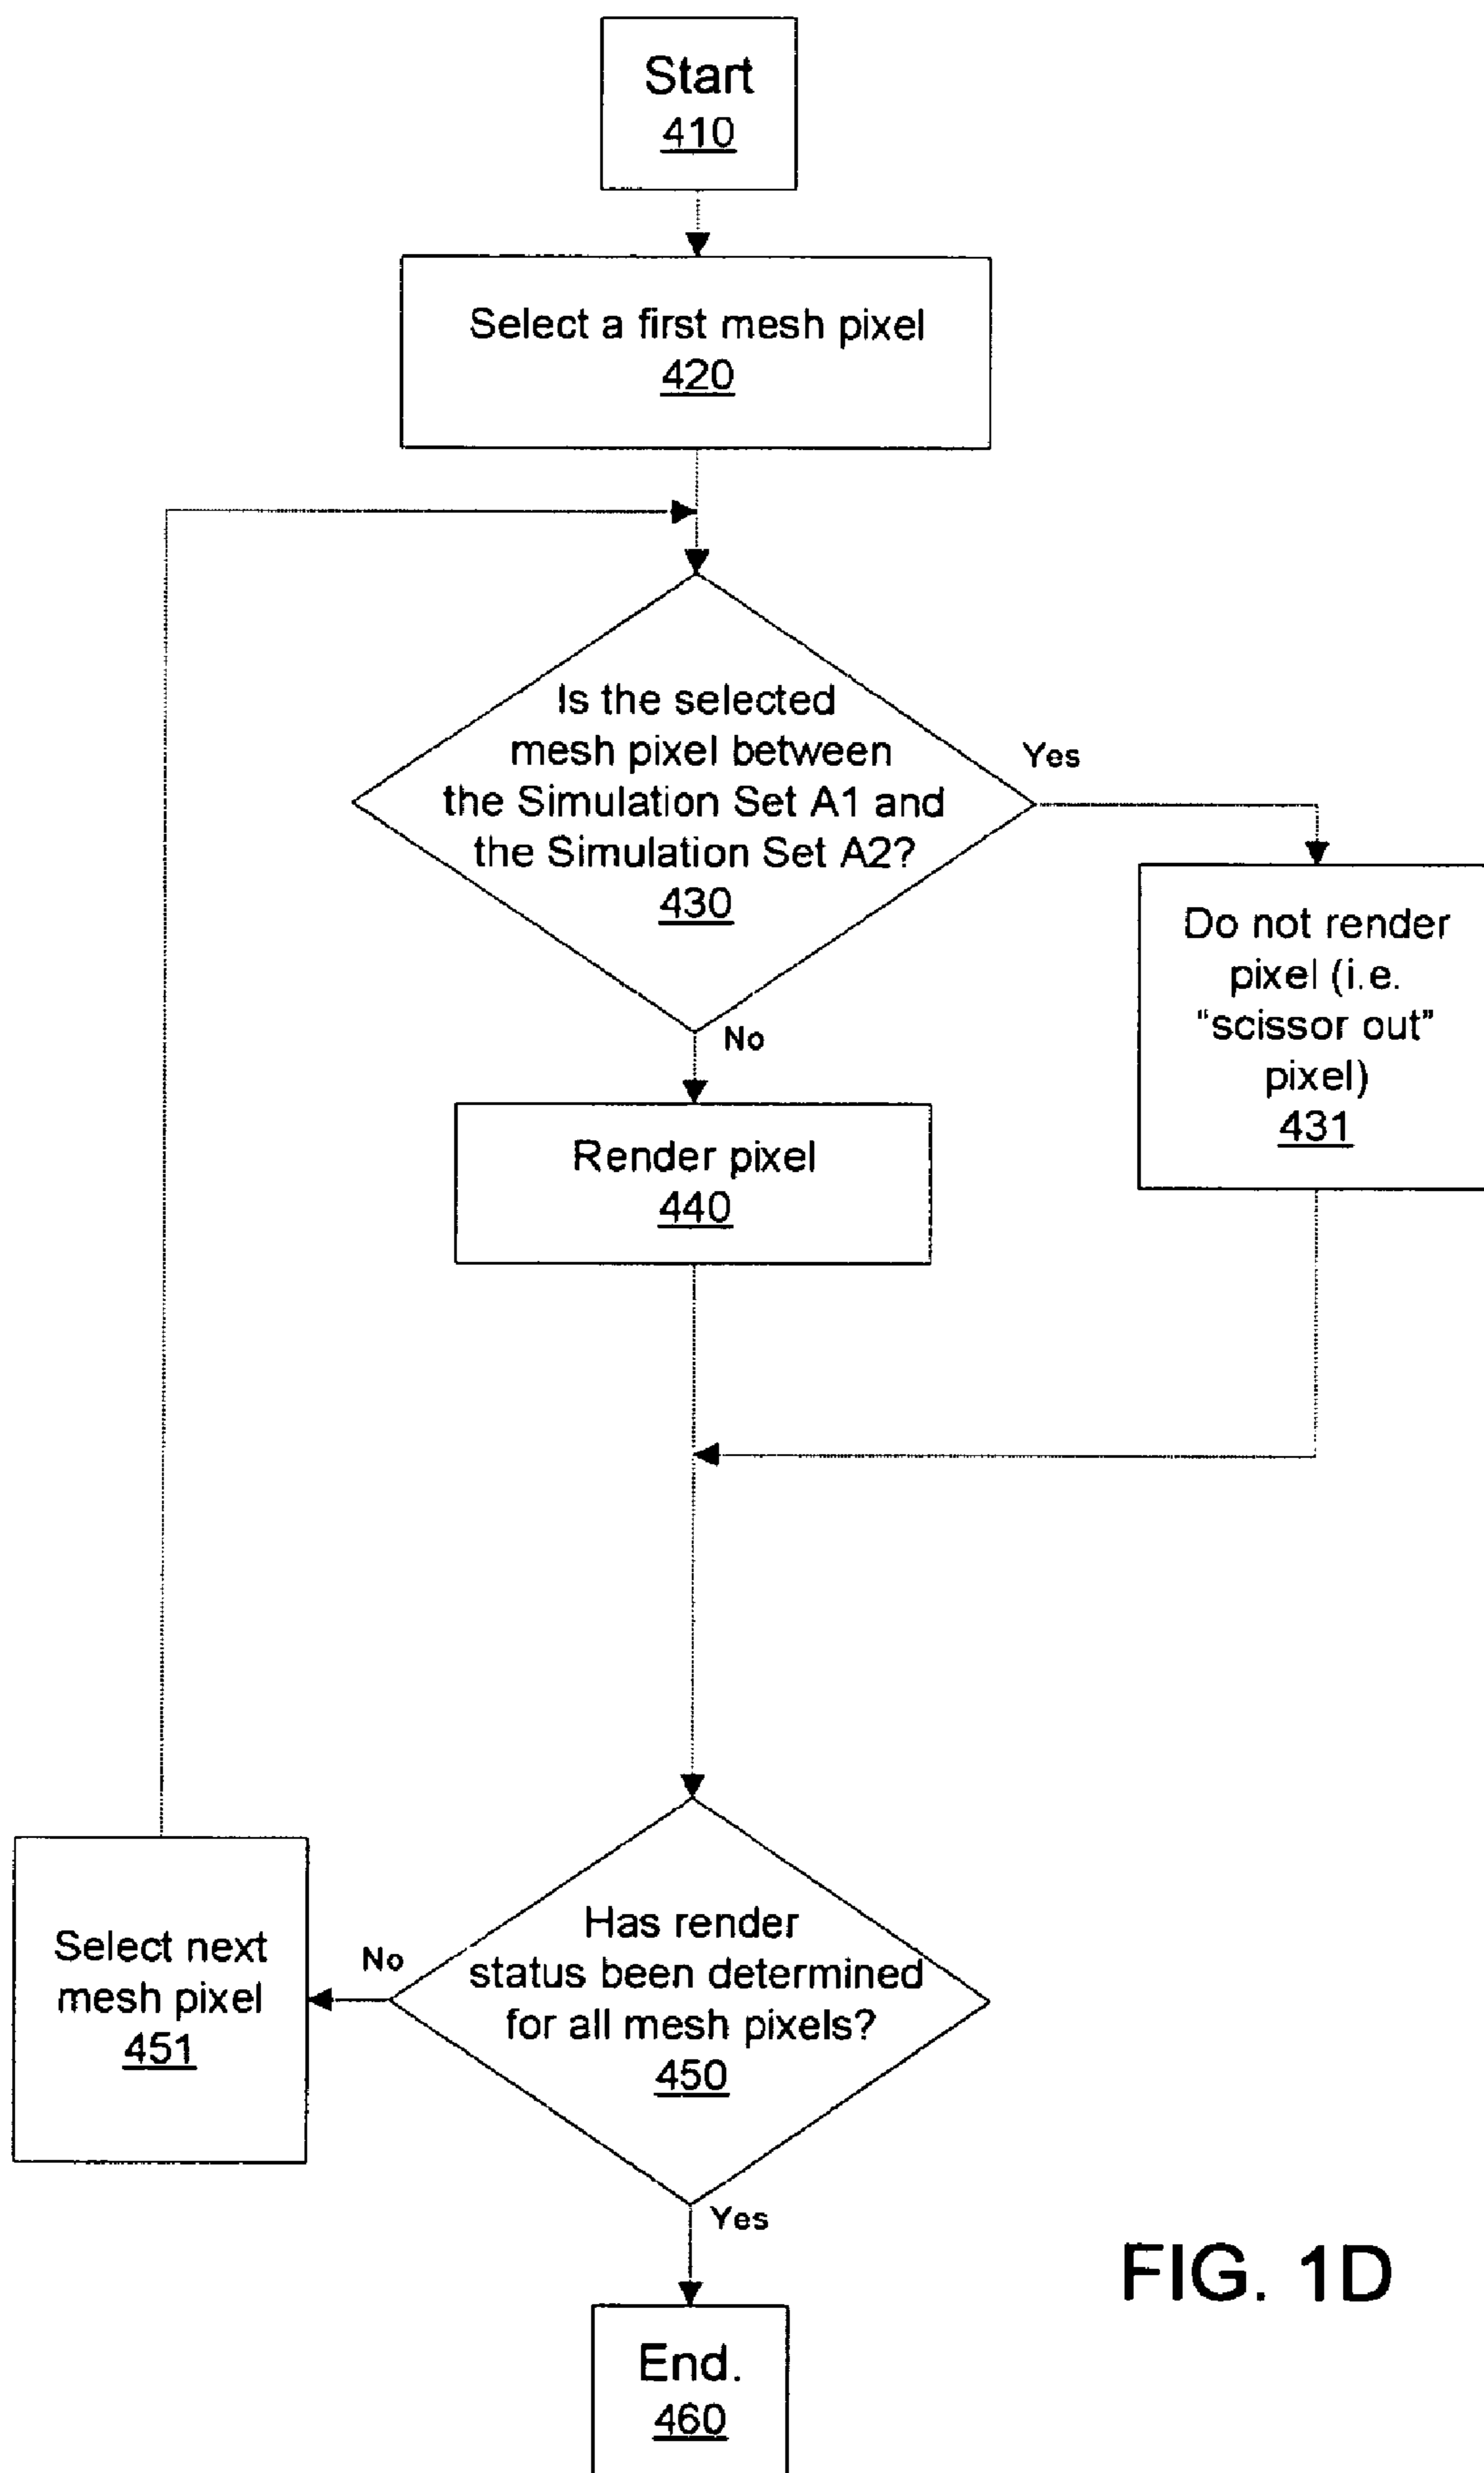 Start
410
Select a first mesh pixel
420
Is the selected
mesh pixel between
the Simulation Set A1 and
the Simulation Set A2?
430
Yes
Do not render
pixel (i.e.
“scissor out”
pixel)
431
No
Render pixel
440
Has render
status been determined
for all mesh pixels?
450
No
Select next
mesh pixel
451
Yes
End.
460
FIG. 1D